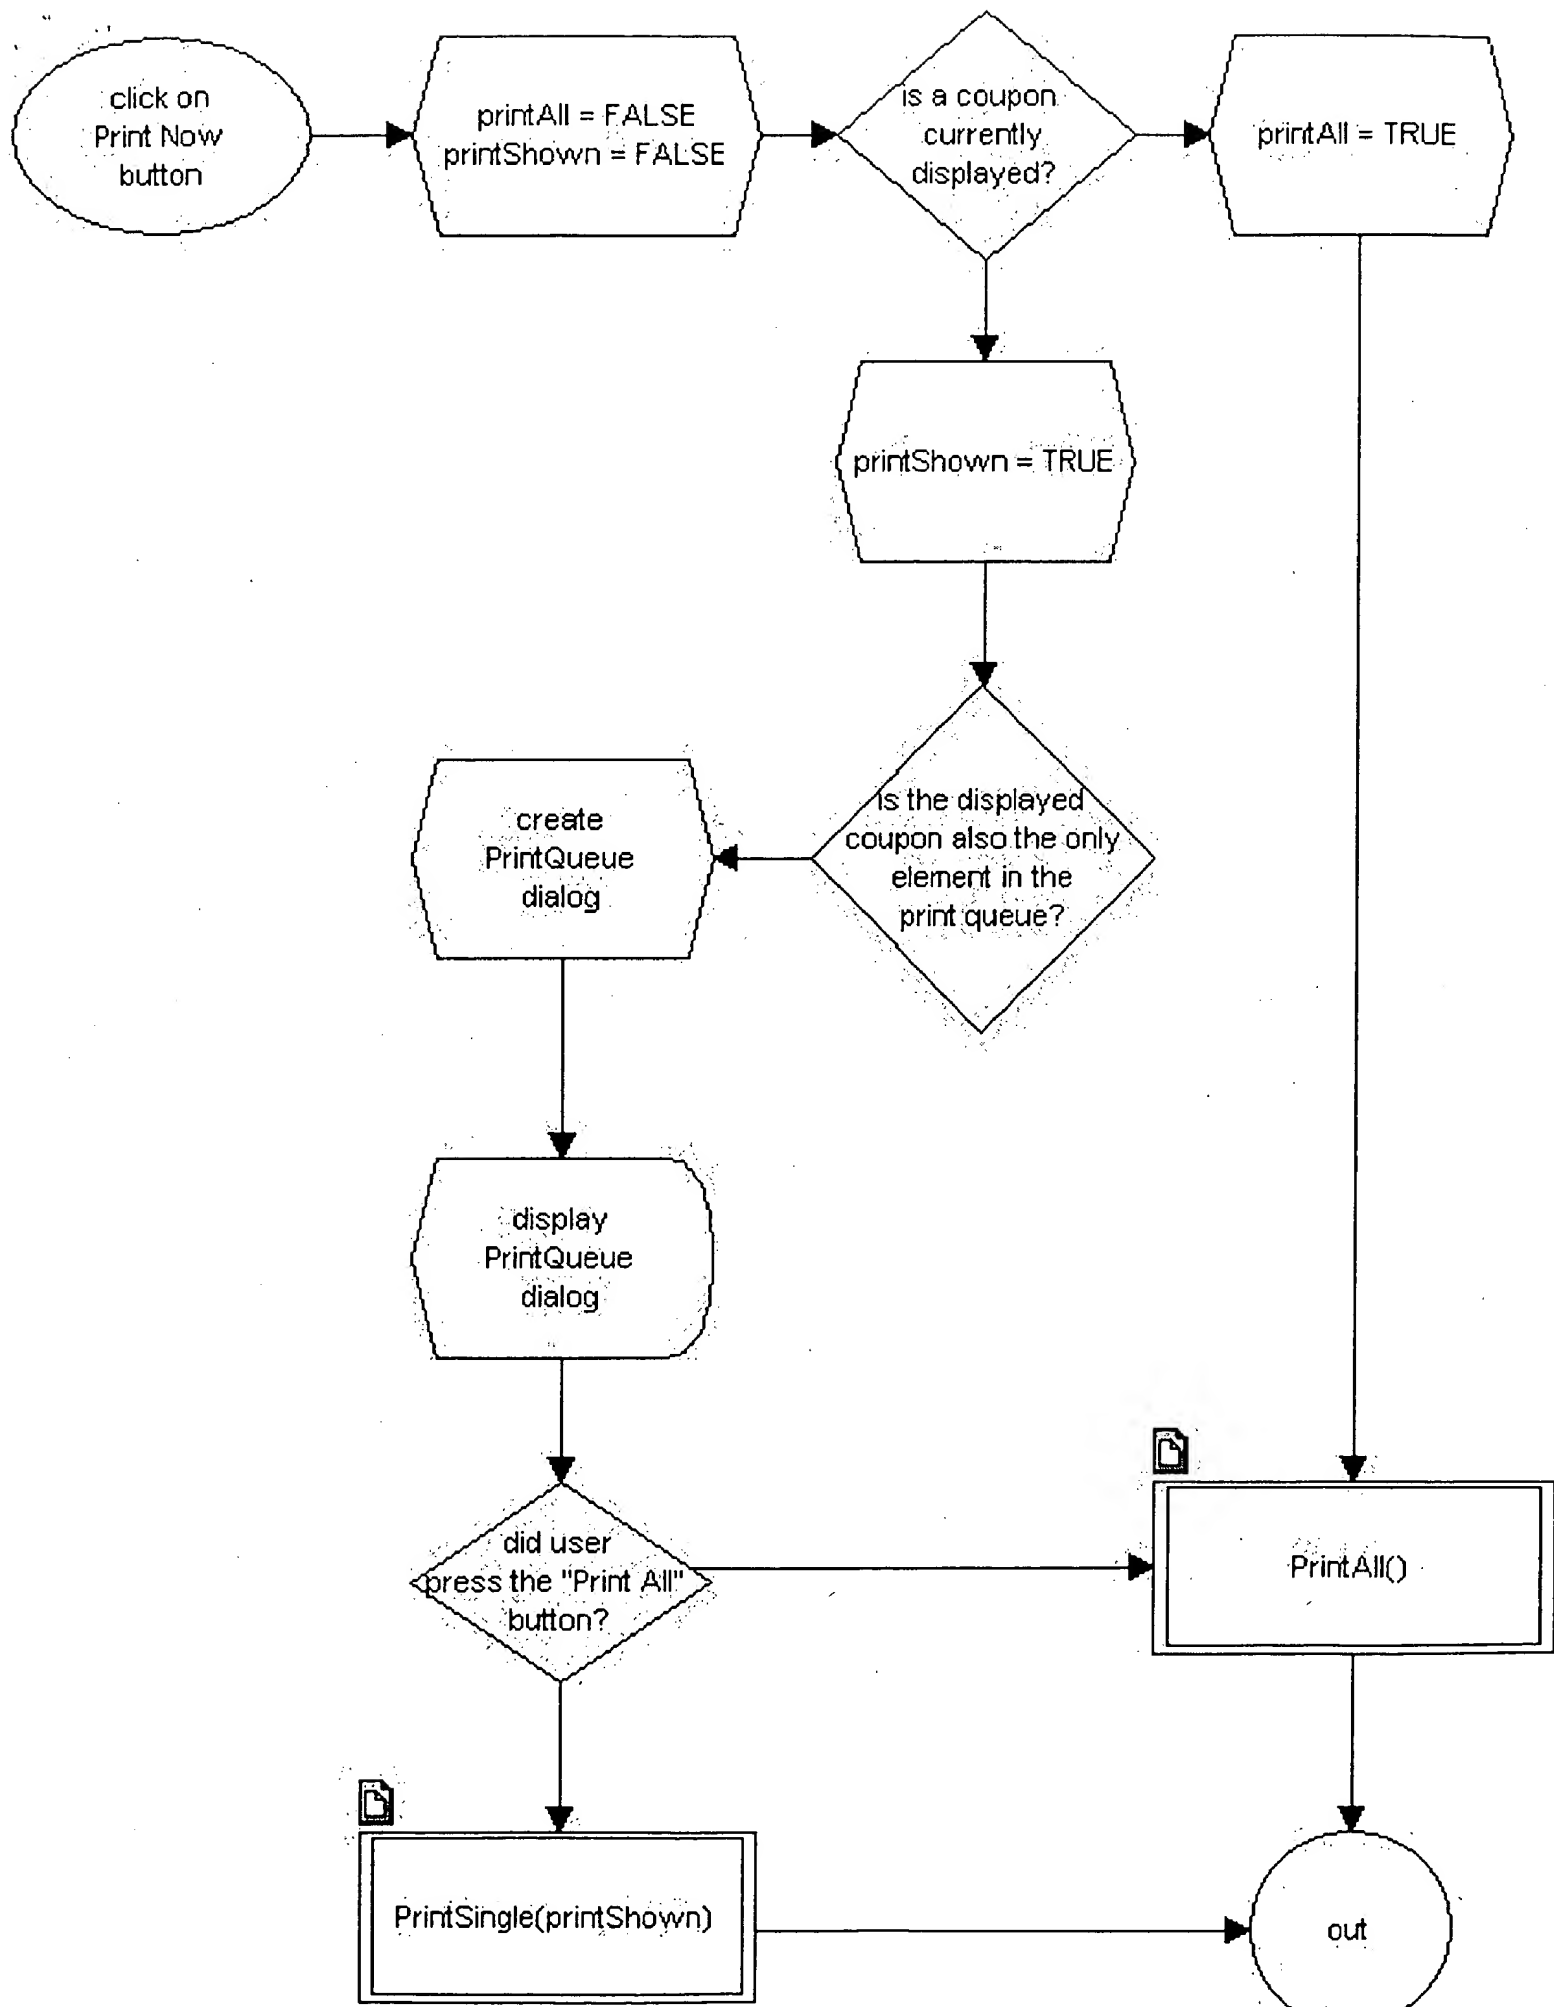 click on
Print Now
button
printAll = FALSE
printShown = FALSE
is a coupon
currently
displayed?
printAll = TRUE
printShown = TRUE
is the displayed
coupon also the only
element in the
print queue?
create
PrintQueue
dialog
display
PrintQueue
dialog
did user
press the "Print All"
button?
PrintAll()
PrintSingle(printShown)
out